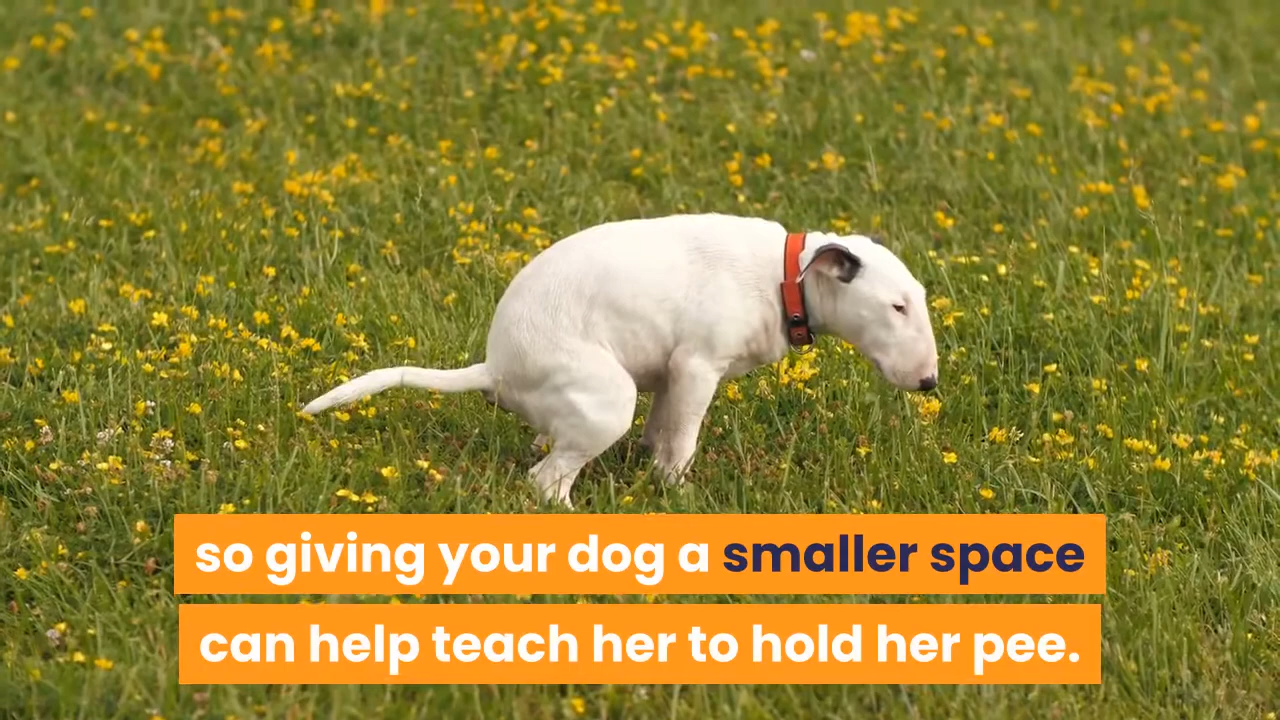 so giving your dog a smaller space
can help teach her to hold her pee.